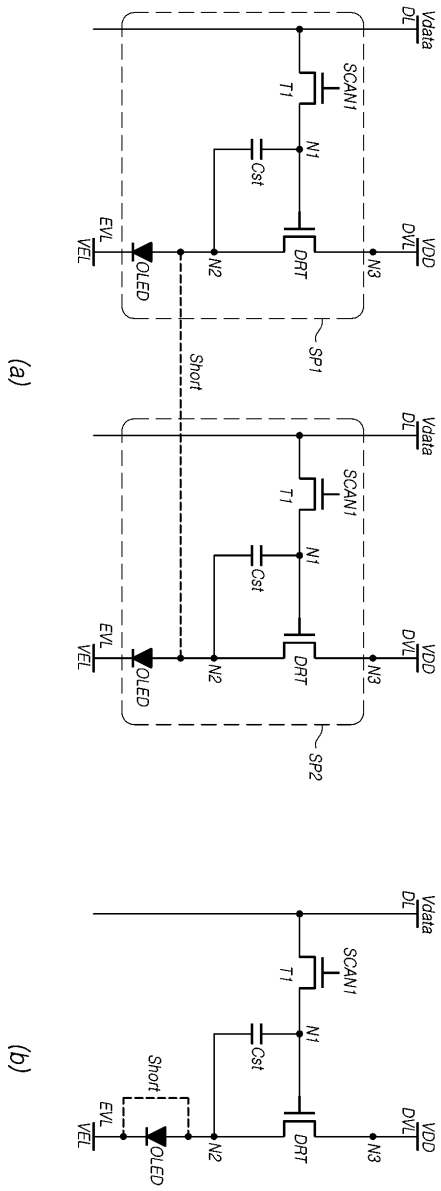 Vdata
DL
SCAN1
T1
N1
Cst
VDD
DVL
N3
DRT
N2
OLED
EVL
VEL
SP1
Short
Vdata
DL
SCAN1
T1
N1
Cst
VDD
DVL
N3
DRT
N2
OLED
EVL
VEL
SP2
(a)
Vdata
DL
SCAN1
T1
N1
Cst
VDD
DVL
N3
DRT
N2
Short
OLED
EVL
VEL
(b)